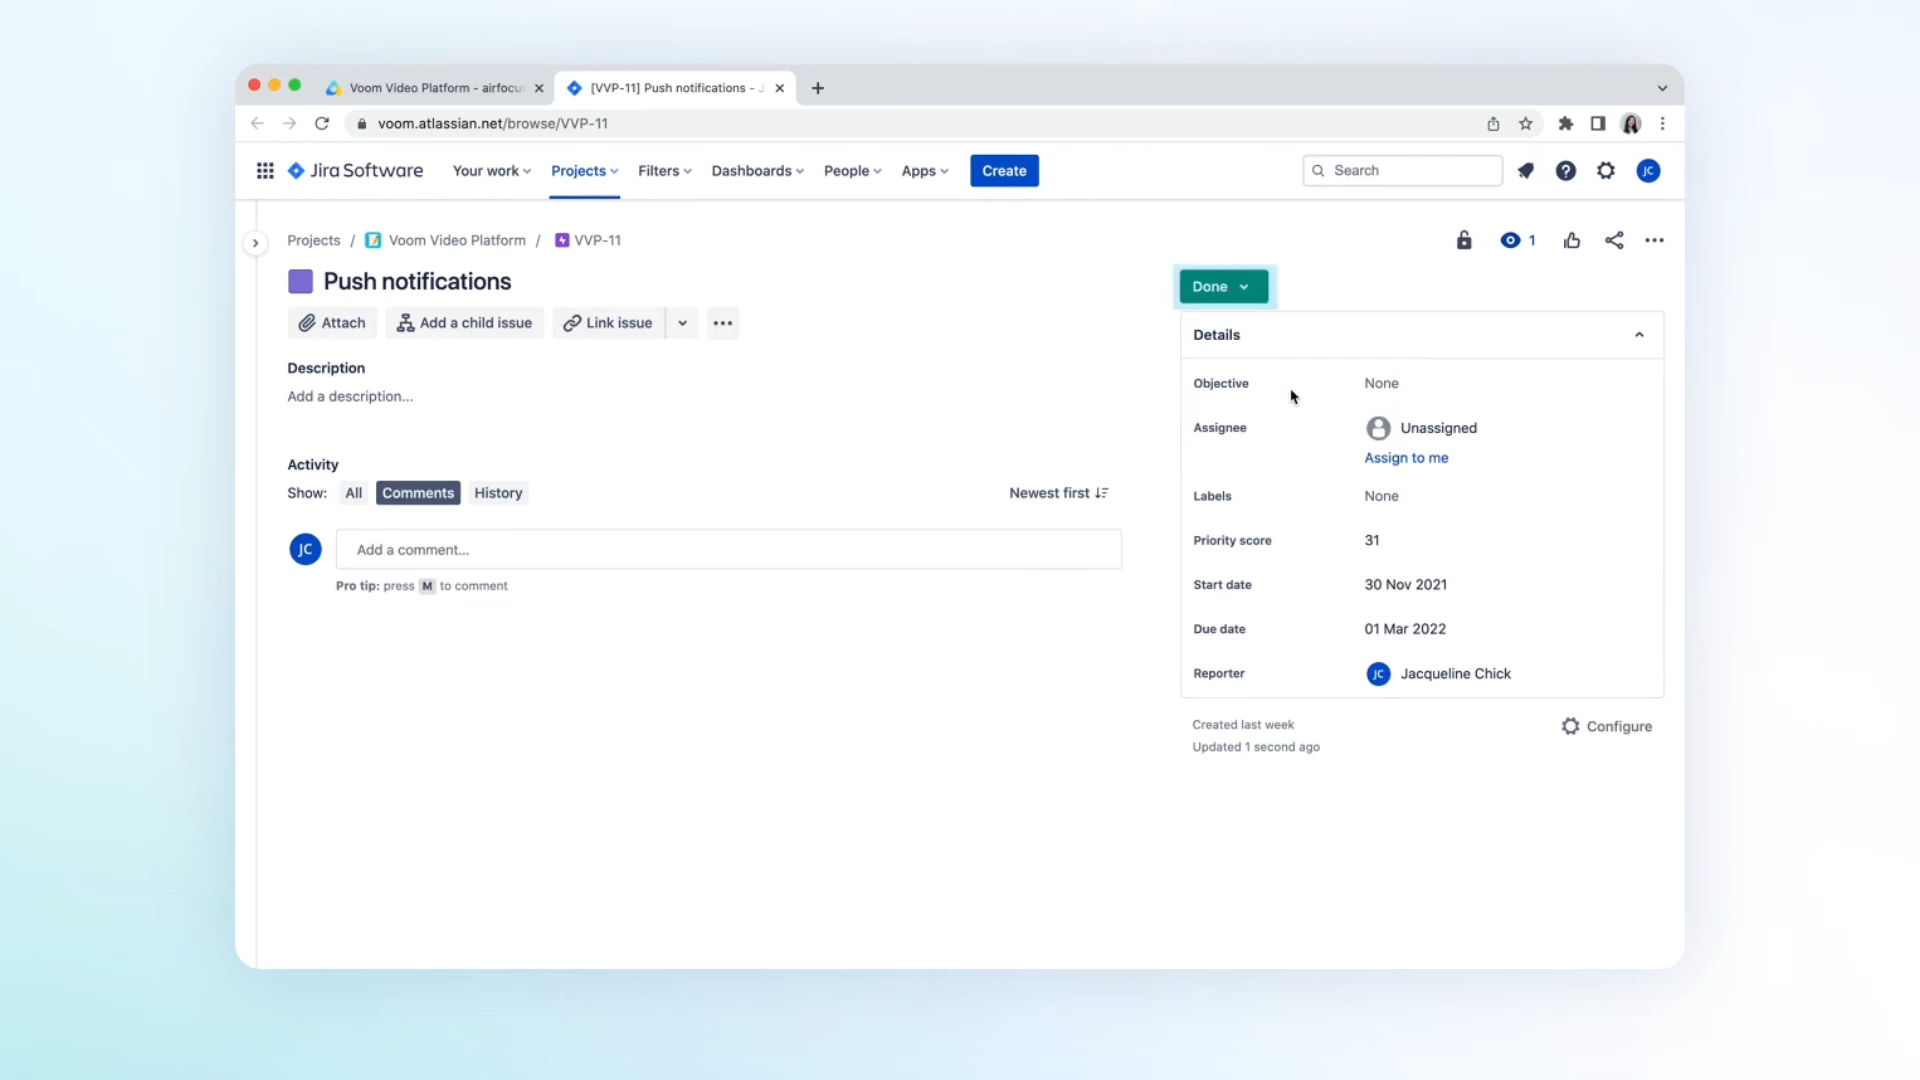 Voom Video Platform - airfocus
[VVP-11] Push notifications - J
voom.atlassian.net/browse/VVP-11
Jira Software
Your work
Projects
Filters
Dashboards
People
Apps
Create
Search
JC
Projects / Voom Video Platform / VVP-11
1
Push notifications
Done
Attach
Add a child issue
Link issue
Details
Description
Add a description...
Objective
None
Assignee
Unassigned
Assign to me
Activity
Show:
All
Comments
History
Newest first
Labels
None
JC
Add a comment...
Pro tip: press M to comment
Priority score
31
Start date
30 Nov 2021
Due date
01 Mar 2022
Reporter
JC
Jacqueline Chick
Created last week
Updated 1 second ago
Configure